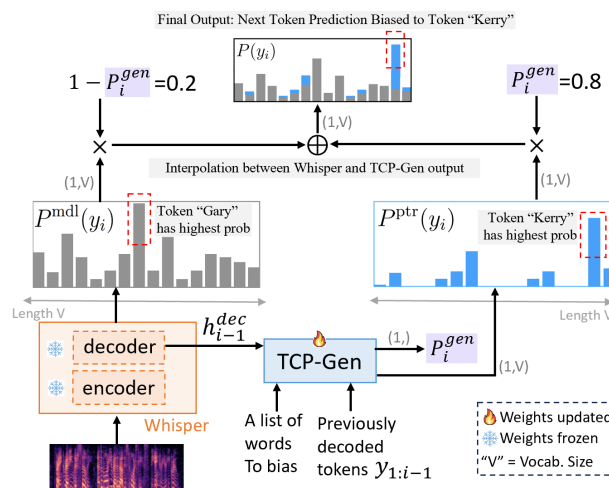 Final Output: Next Token Prediction Biased to Token “Kerry”
P(y_i)
1 − P_i^{gen} =0.2
P_i^{gen} =0.8
(1,V)
×
⊕
×
Interpolation between Whisper and TCP-Gen output
(1,V)
(1,V)
P^{mdl}(y_i)
Token “Gary” has highest prob
P^{ptr}(y_i)
Token “Kerry” has highest prob
Length V
Length V
h_{i-1}^{dec}
decoder
encoder
Whisper
TCP-Gen
(1,)
P_i^{gen}
(1,V)
A list of
words
To bias
Previously
decoded
tokens y_{1:i-1}
Weights updated
Weights frozen
“V” = Vocab. Size